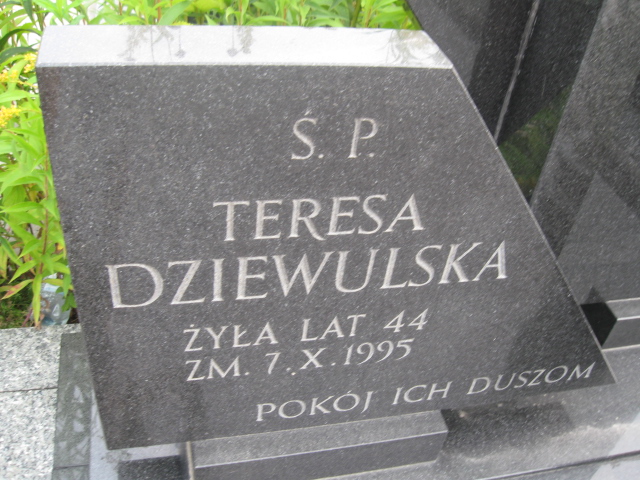 Ś. P.
TERESA
DZIEWULSKA
ŻYŁA LAT 44
ZM. 7.X.1995
POKÓJ ICH DUSZOM